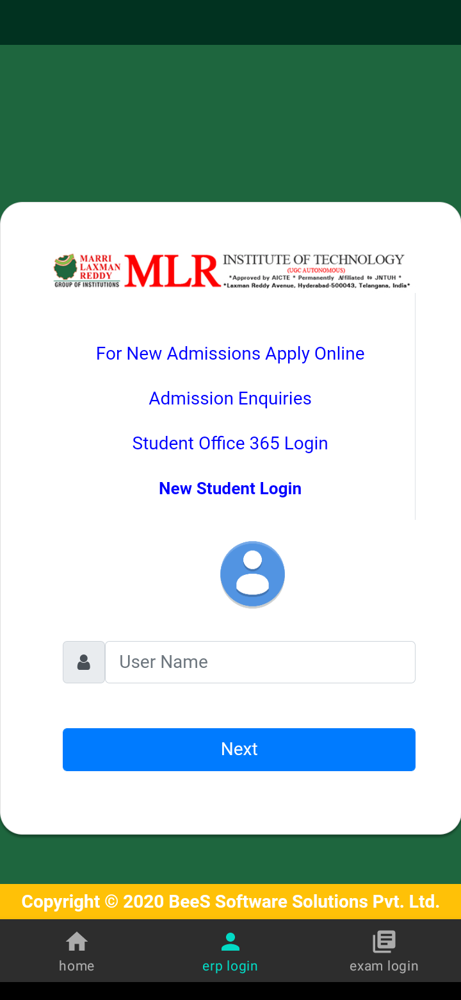 MARRI
LAXMAN
REDDY
GROUP OF INSTITUTIONS
MLR
INSTITUTE OF TECHNOLOGY
(UGC AUTONOMOUS)
*Approved by AICTE * Permanently Affiliated to JNTUH *
*Laxman Reddy Avenue, Hyderabad-500043, Telangana, India*
For New Admissions Apply Online
Admission Enquiries
Student Office 365 Login
New Student Login
User Name
Next
Copyright © 2020 BeeS Software Solutions Pvt. Ltd.
home
erp login
exam login